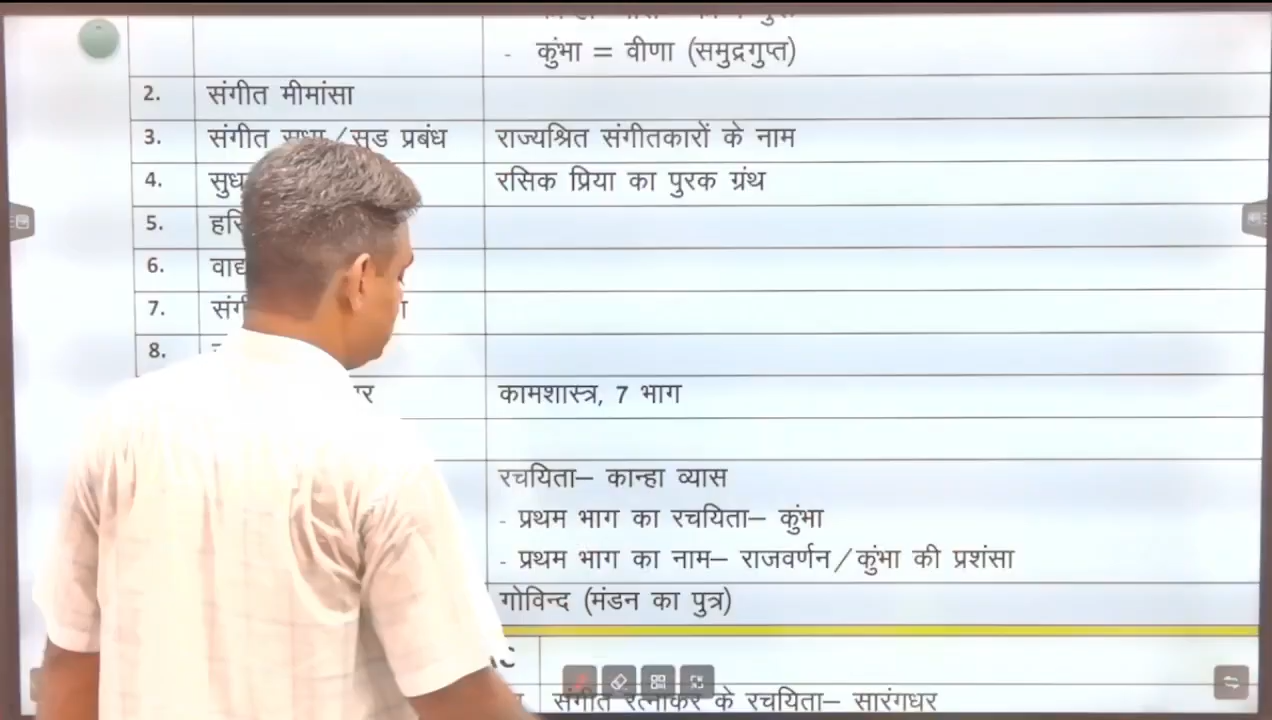 - कुंभा = वीणा (समुद्रगुप्त)
2. संगीत मीमांसा
3. संगीत सुधा/सूड प्रबंध राज्यश्रित संगीतकारों के नाम
4. रसिक प्रिया का पुरक ग्रंथ
5.
6.
7.
8.
कामशास्त्र, 7 भाग
रचयिता– कान्हा व्यास
- प्रथम भाग का रचयिता– कुंभा
- प्रथम भाग का नाम– राजवर्णन/कुंभा की प्रशंसा
गोविन्द (मंडन का पुत्र)
संगीत रत्नाकर के रचयिता– सारंगधर